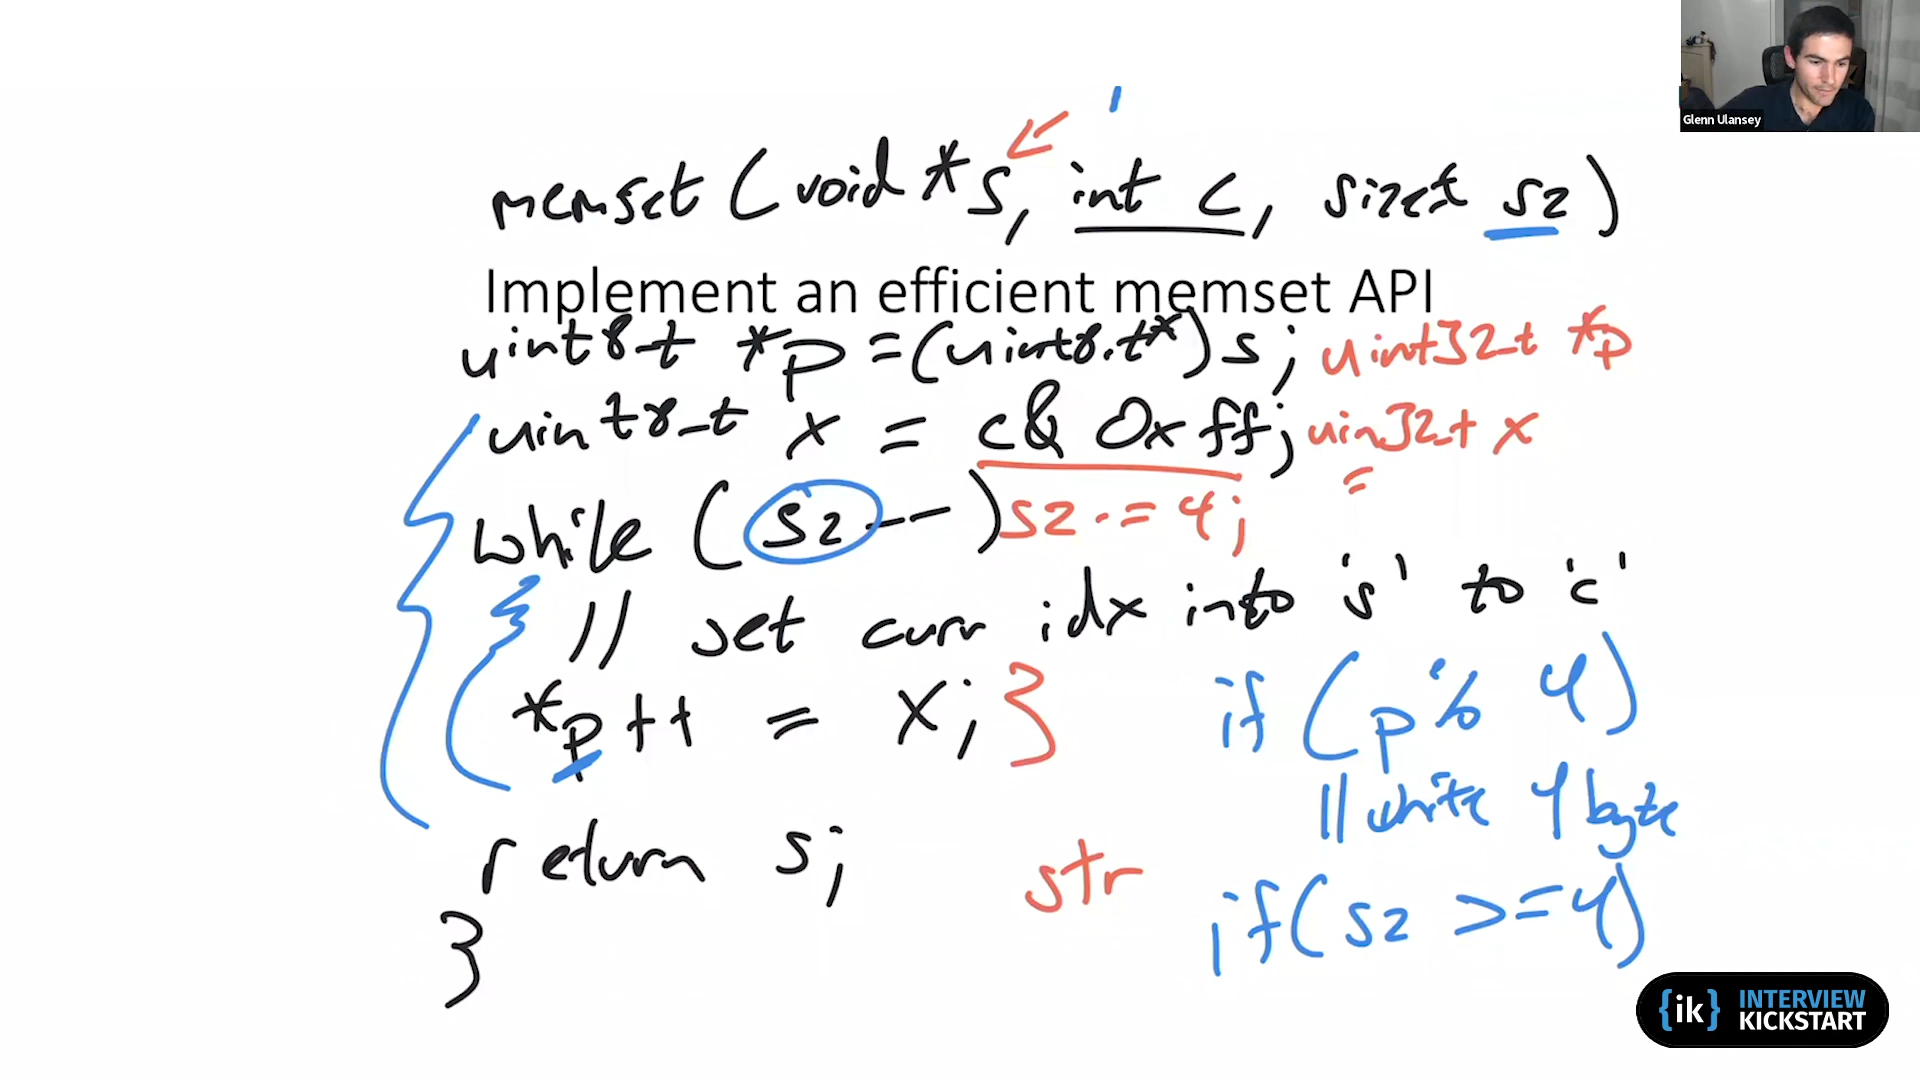 Glenn Ulansey
memset (void *s, int c, sizet sz)
Implement an efficient memset API
uint8_t *p = (uint8_t*) s; uint32_t *p
uint8_t x = c & 0xff; uin32_t x
=
while (sz--) sz -= 4;
{ // set curr idx into 's' to 'c'
*p++ = x; }
if (p % 4)
// write 4 byte
return s;
str
if (sz >= 4)
}
{ik} INTERVIEW
KICKSTART